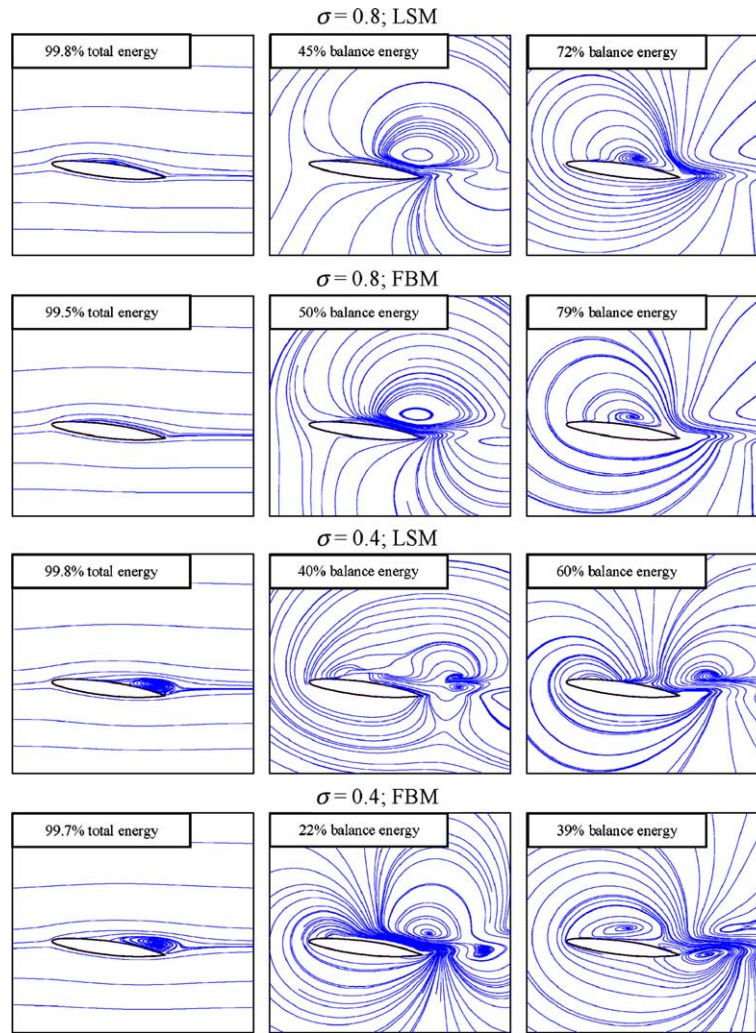 σ = 0.8; LSM
99.8% total energy
45% balance energy
72% balance energy
σ = 0.8; FBM
99.5% total energy
50% balance energy
79% balance energy
σ = 0.4; LSM
99.8% total energy
40% balance energy
60% balance energy
σ = 0.4; FBM
99.7% total energy
22% balance energy
39% balance energy